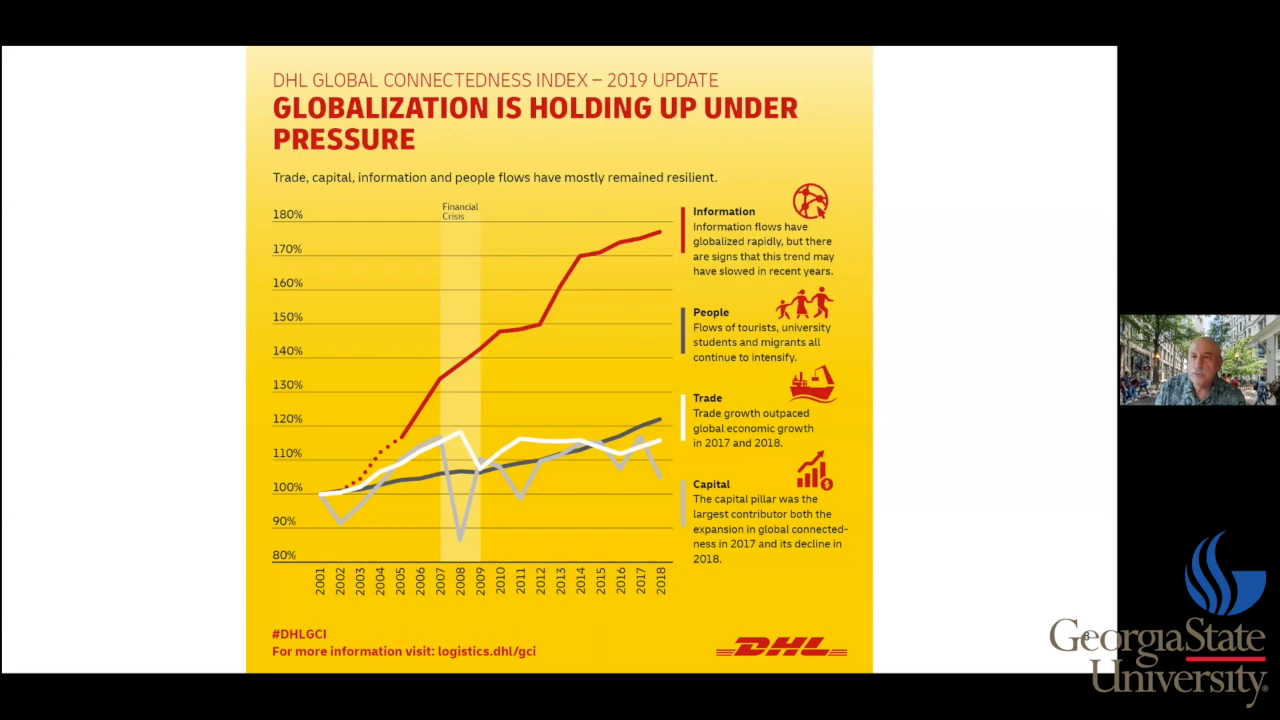 DHL GLOBAL CONNECTEDNESS INDEX – 2019 UPDATE
GLOBALIZATION IS HOLDING UP UNDER
PRESSURE
Trade, capital, information and people flows have mostly remained resilient.
Financial
Crisis
180%
170%
160%
150%
140%
130%
120%
110%
100%
90%
80%
2001
2002
2003
2004
2005
2006
2007
2008
2009
2010
2011
2012
2013
2014
2015
2016
2017
2018
Information
Information flows have
globalized rapidly, but there
are signs that this trend may
have slowed in recent years.
People
Flows of tourists, university
students and migrants all
continue to intensify.
Trade
Trade growth outpaced
global economic growth
in 2017 and 2018.
Capital
The capital pillar was the
largest contributor both the
expansion in global connected-
ness in 2017 and its decline in
2018.
#DHLGCI
For more information visit: logistics.dhl/gci
DHL
3
GeorgiaState
University®